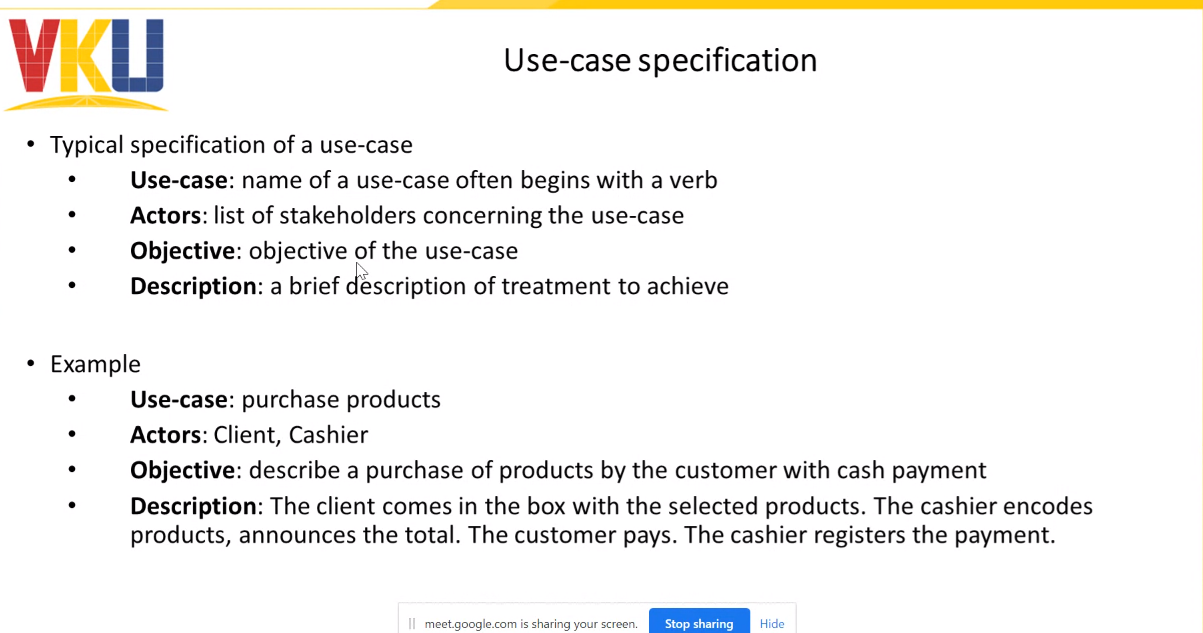 VKU
Use-case specification
• Typical specification of a use-case
• Use-case: name of a use-case often begins with a verb
• Actors: list of stakeholders concerning the use-case
• Objective: objective of the use-case
• Description: a brief description of treatment to achieve
• Example
• Use-case: purchase products
• Actors: Client, Cashier
• Objective: describe a purchase of products by the customer with cash payment
• Description: The client comes in the box with the selected products. The cashier encodes
products, announces the total. The customer pays. The cashier registers the payment.
meet.google.com is sharing your screen. Stop sharing Hide